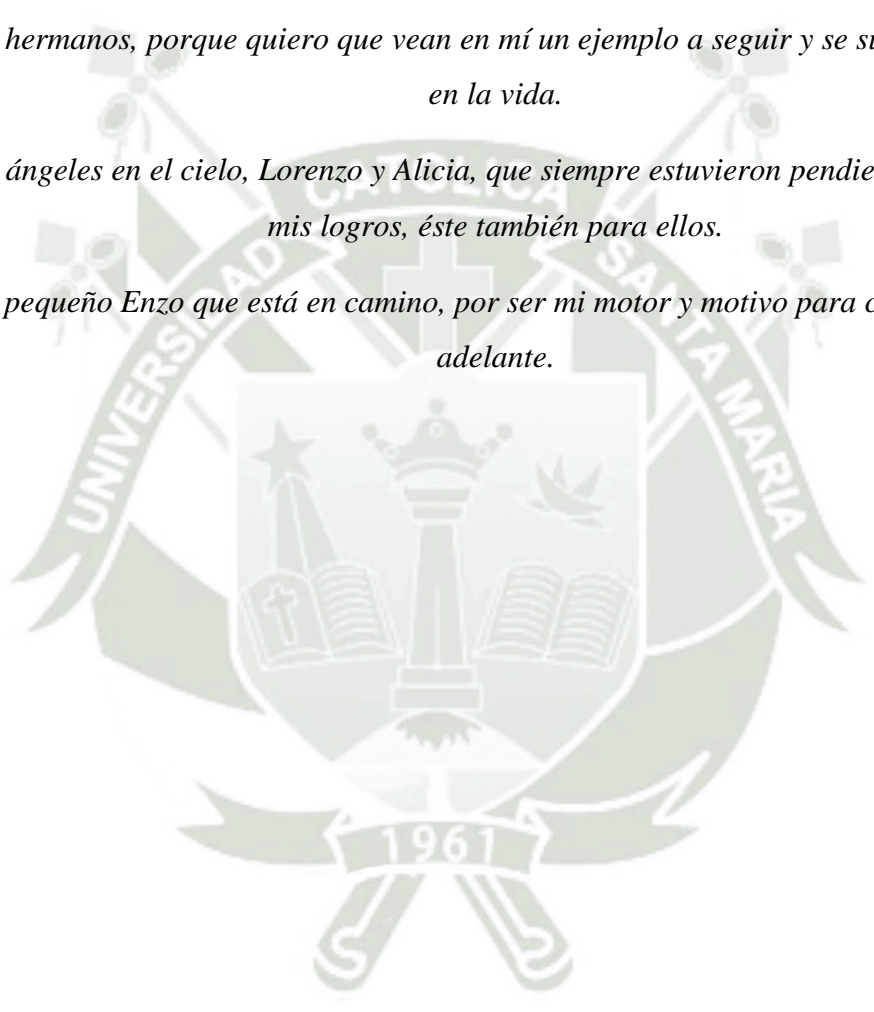 hermanos, porque quiero que vean en mí un ejemplo a seguir y se
en la vida.
ángeles en el cielo, Lorenzo y Alicia, que siempre estuvieron
mis logros, éste también para ellos.
pequeño Enzo que está en camino, por ser mi motor y motivo para
adelante.
UNIVERSIDAD CATOLICA SANTA MARIA
1961